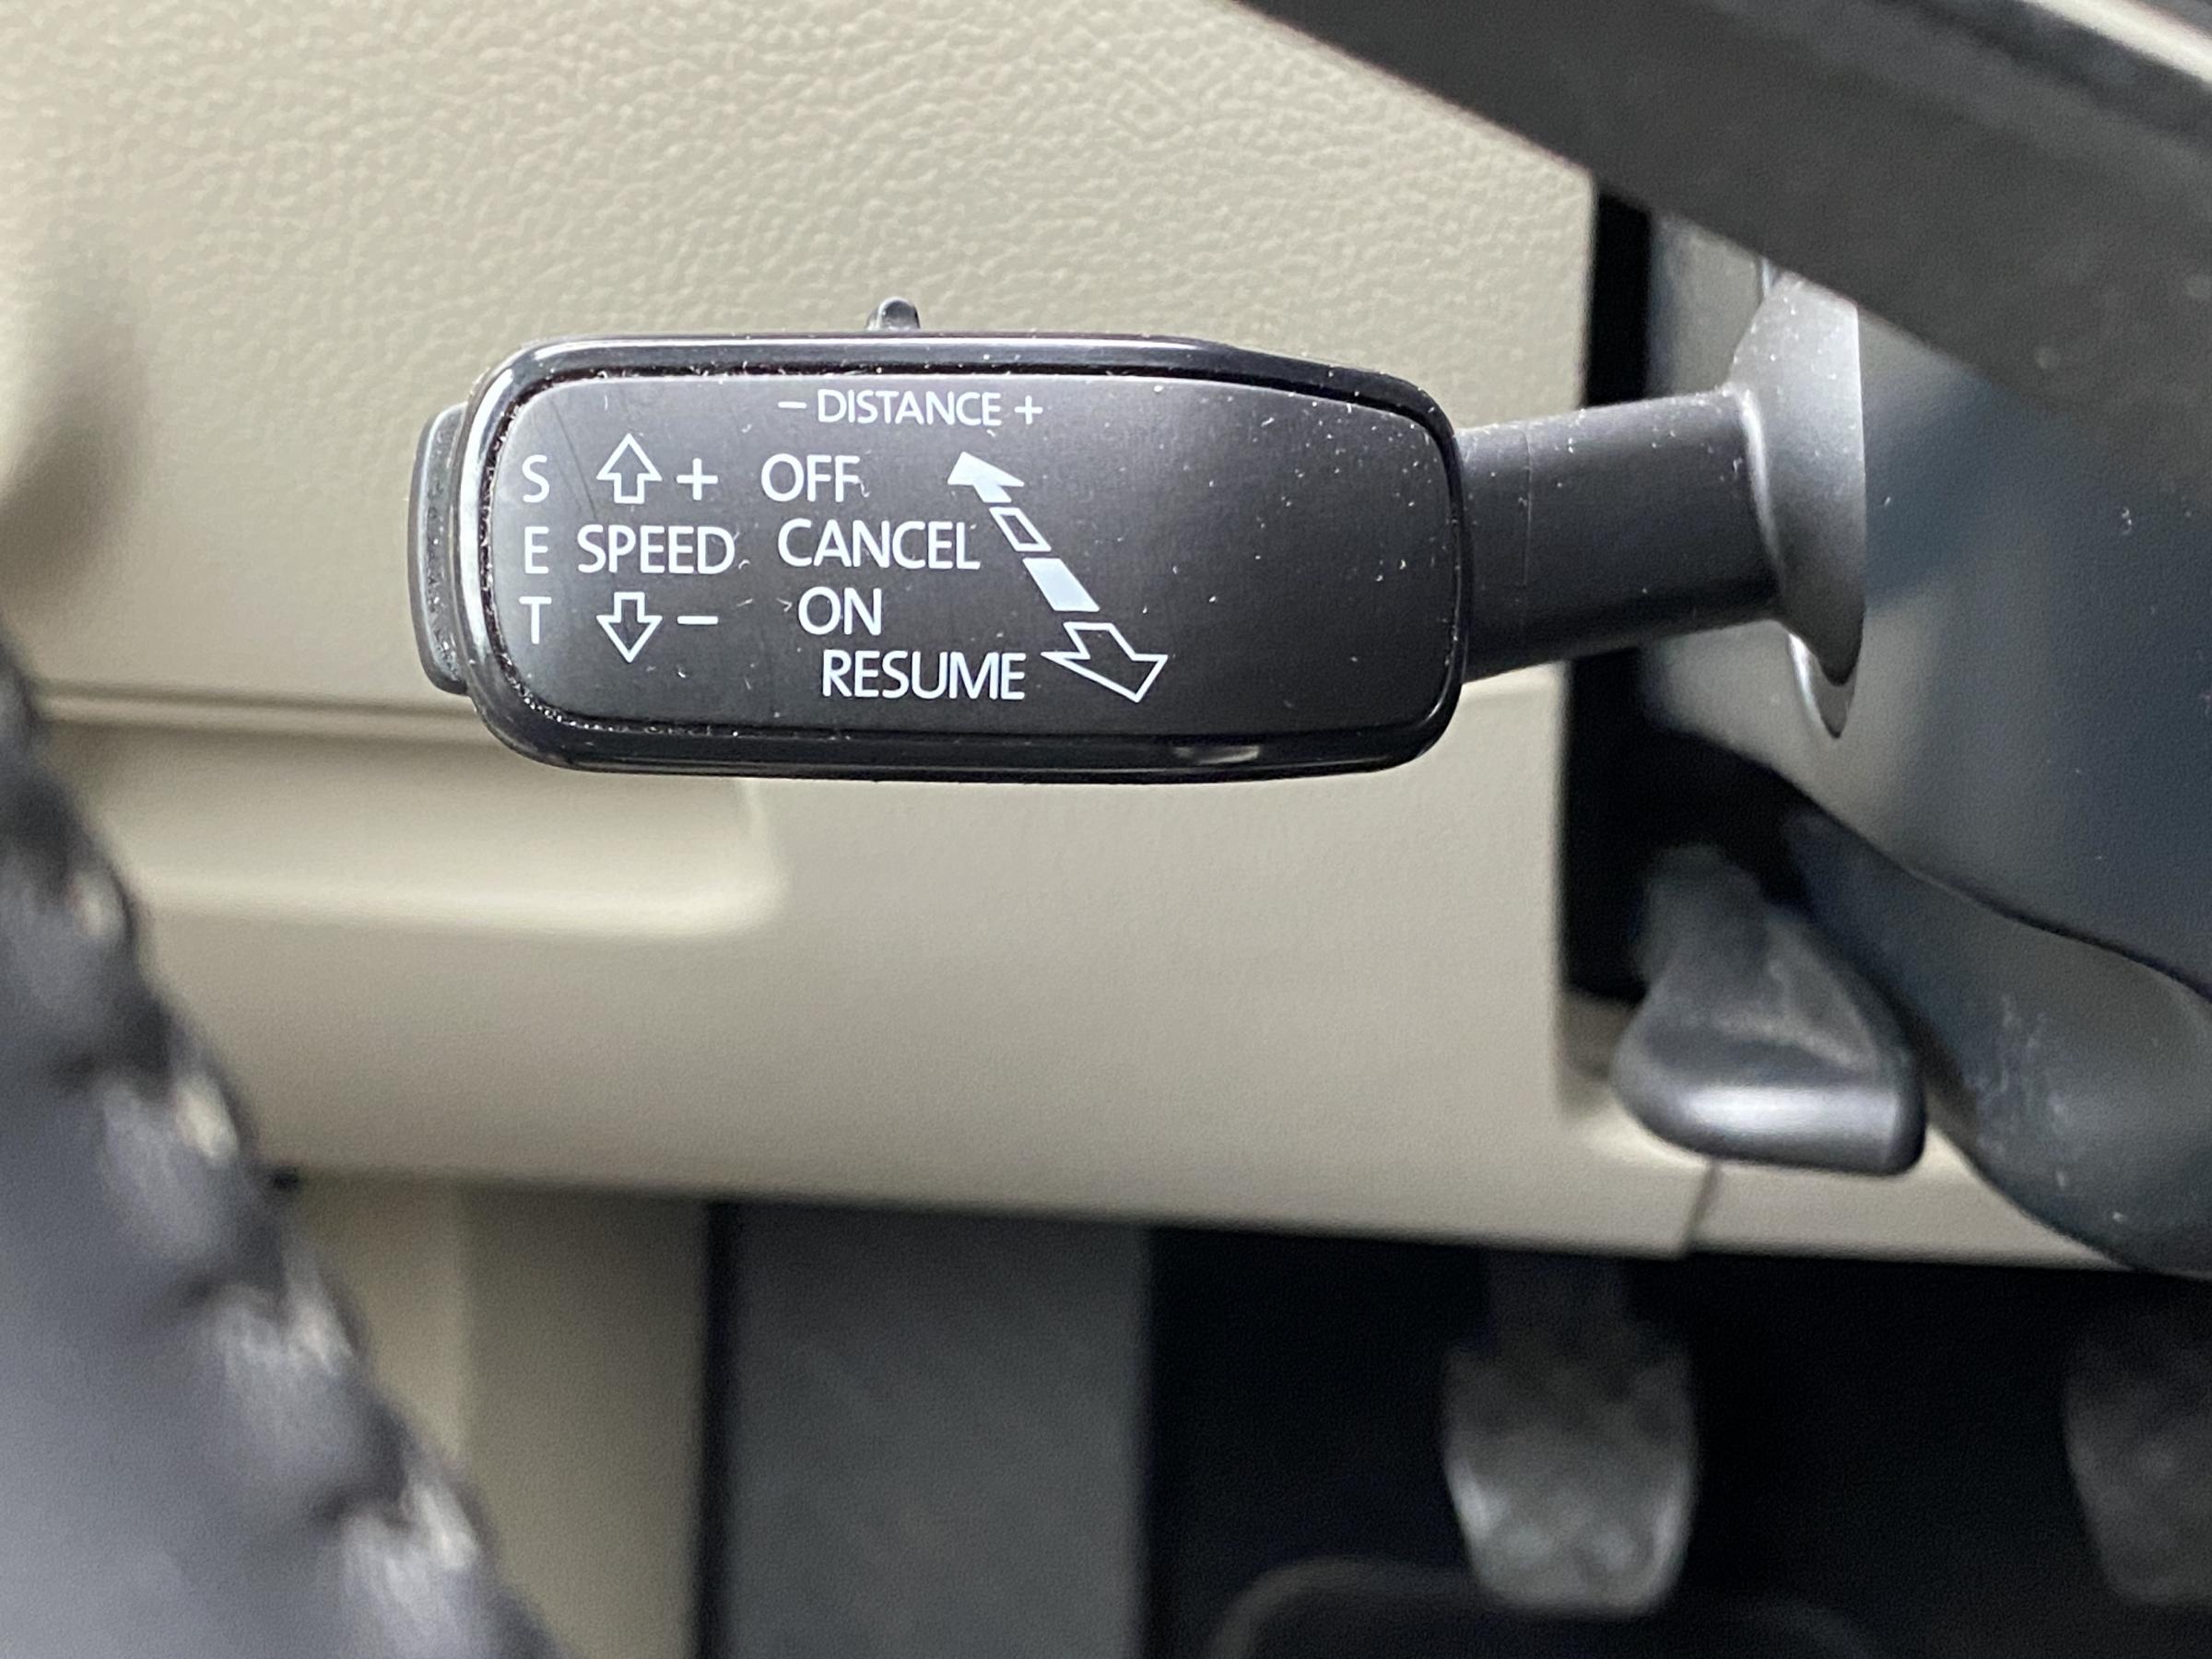 – DISTANCE +
S + OFF
E SPEED CANCEL
T – ON
RESUME